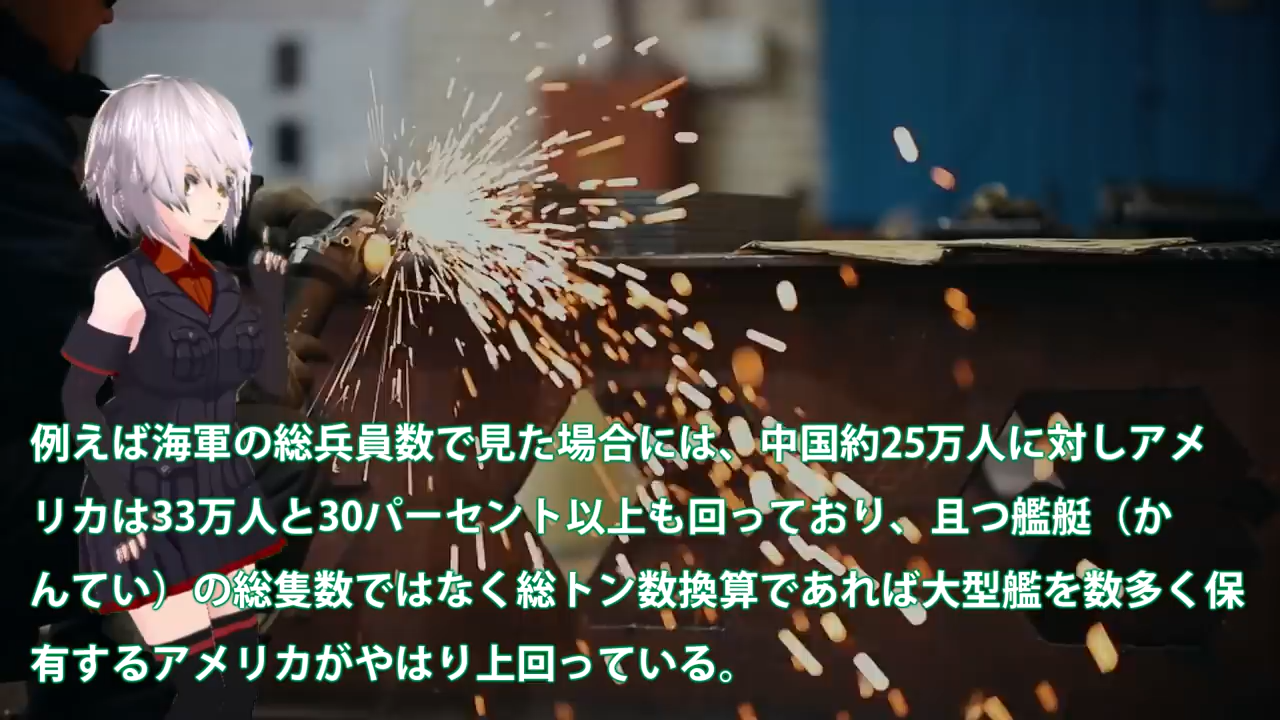 例えば海軍の総兵員数で見た場合には、中国約25万人に対しアメ
リカは33万人と30パーセント以上も回っており、且つ艦艇（か
んてい）の総隻数ではなく総トン数換算であれば大型艦を数多く保
有するアメリカがやはり上回っている。